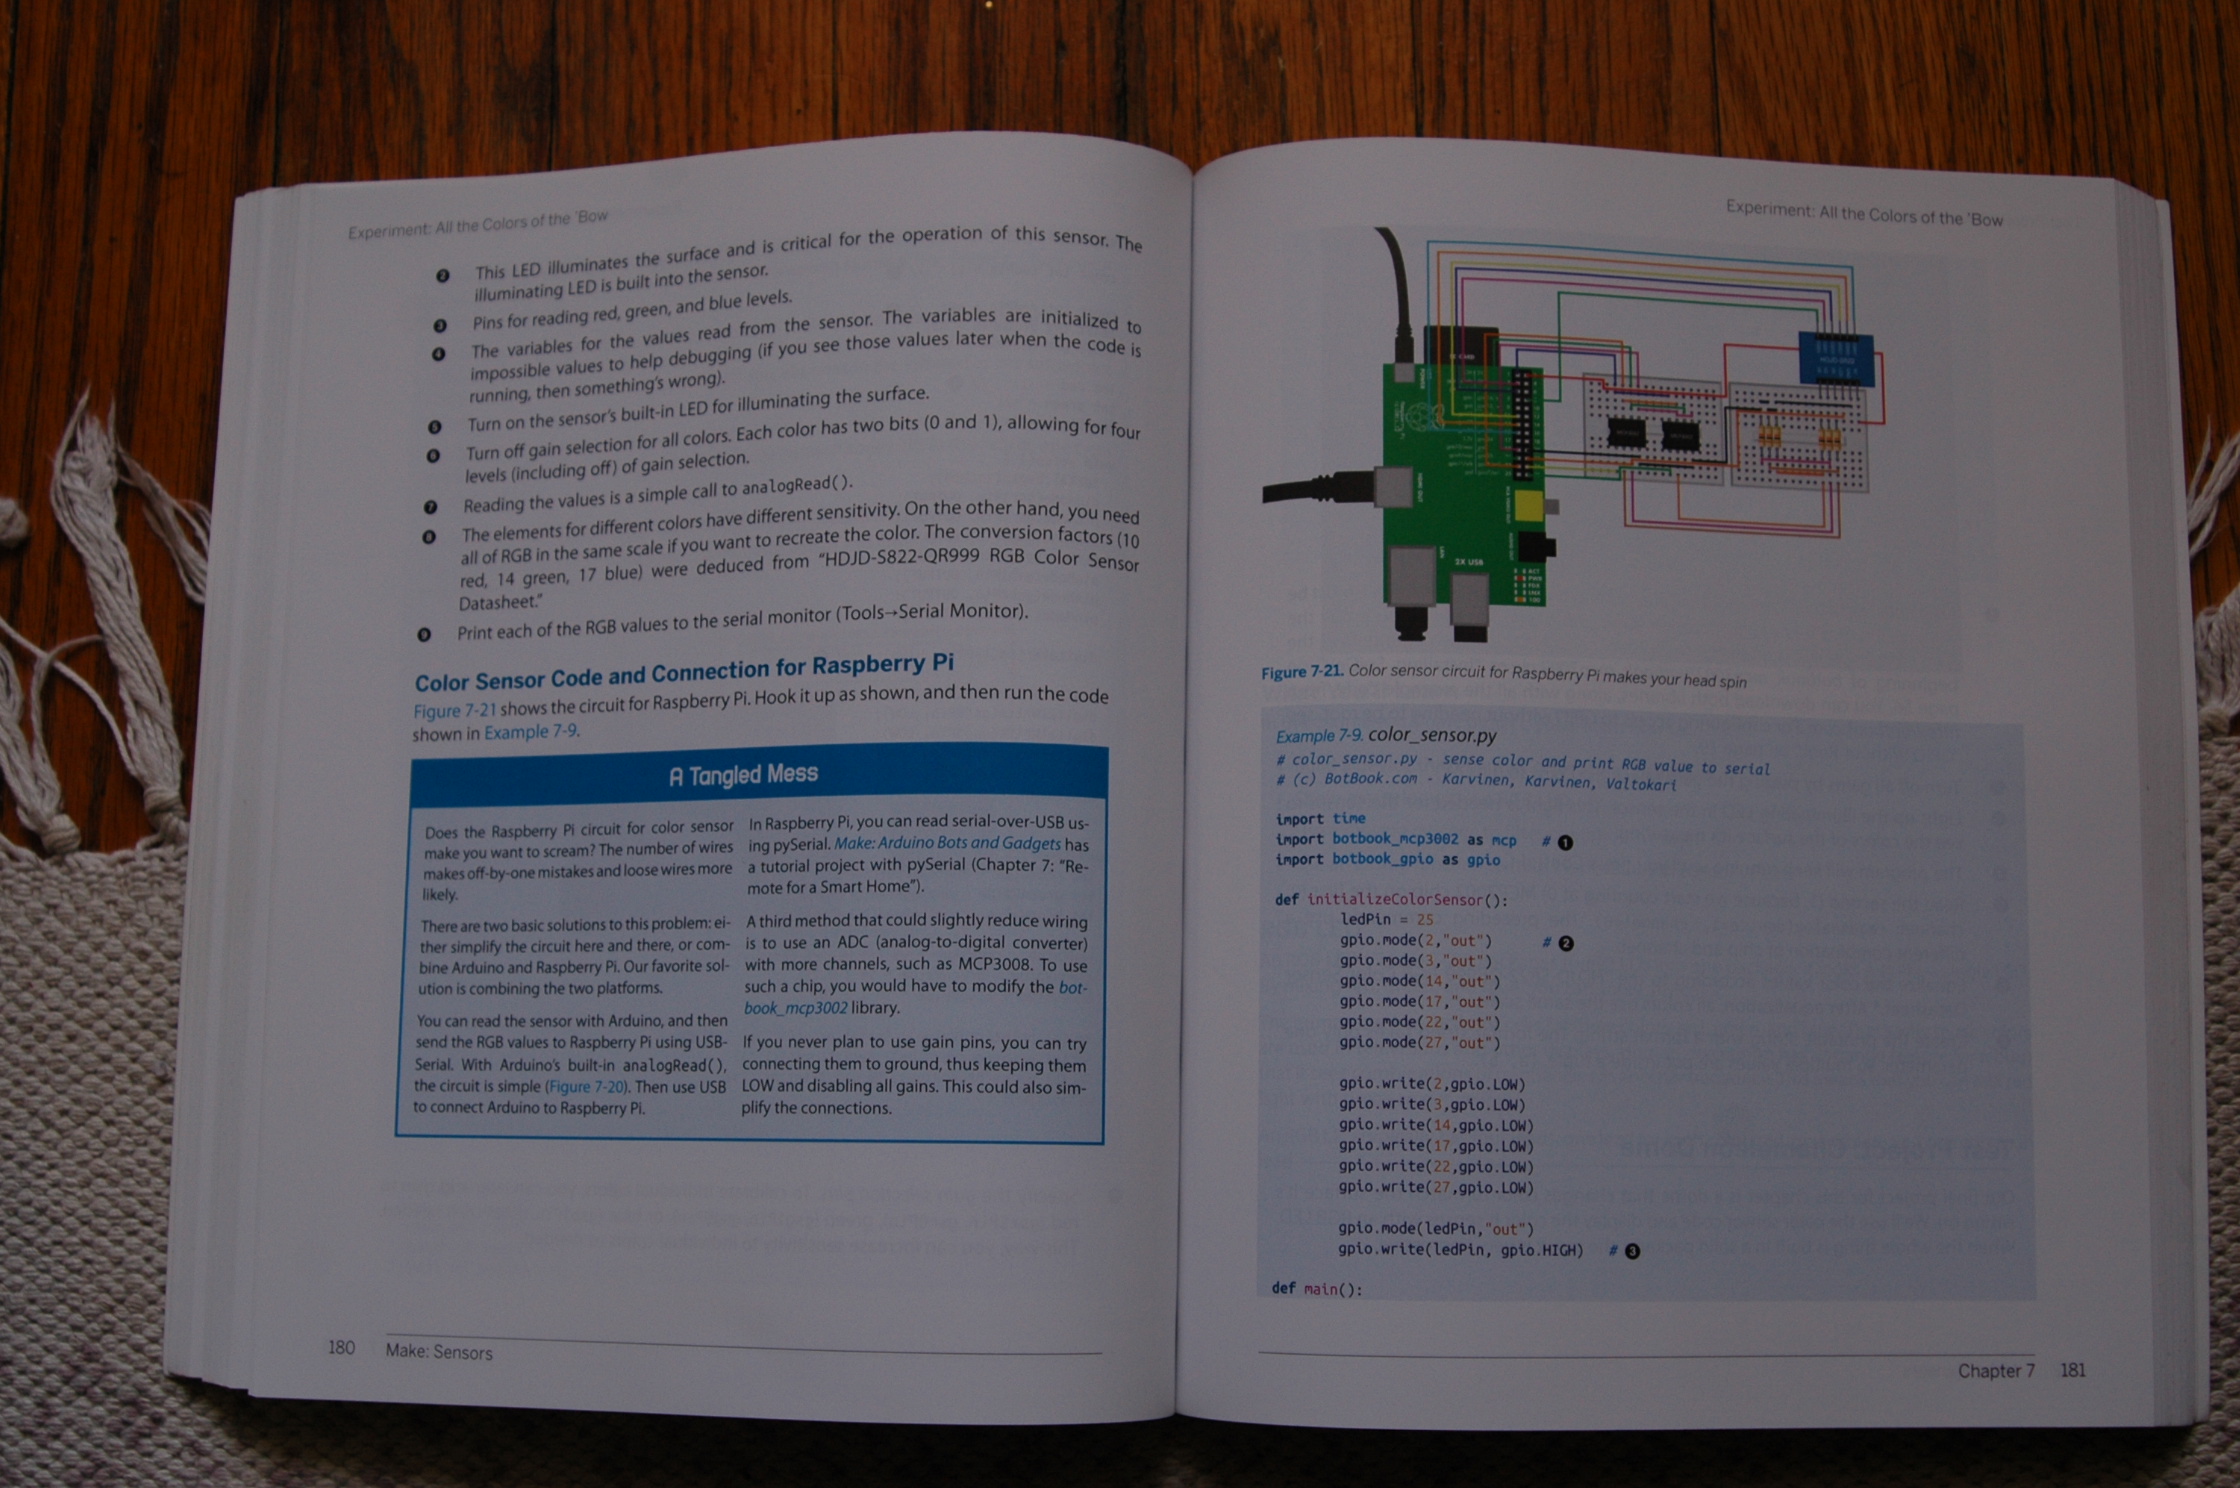 Experiment: All the Colors of the 'Bow
❷ This LED illuminates the surface and is critical for the operation of this sensor. The
illuminating LED is built into the sensor.
❸ Pins for reading red, green, and blue levels.
❹ The variables for the values read from the sensor. The variables are initialized to
impossible values to help debugging (if you see those values later when the code is
running, then something's wrong).
❺ Turn on the sensor's built-in LED for illuminating the surface.
❻ Turn off gain selection for all colors. Each color has two bits (0 and 1), allowing for four
levels (including off) of gain selection.
❼ Reading the values is a simple call to analogRead().
❽ The elements for different colors have different sensitivity. On the other hand, you need
all of RGB in the same scale if you want to recreate the color. The conversion factors (10
red, 14 green, 17 blue) were deduced from "HDJD-S822-QR999 RGB Color Sensor
Datasheet."
❾ Print each of the RGB values to the serial monitor (Tools→Serial Monitor).
Color Sensor Code and Connection for Raspberry Pi
Figure 7-21 shows the circuit for Raspberry Pi. Hook it up as shown, and then run the code
shown in Example 7-9.
A Tangled Mess
Does the Raspberry Pi circuit for color sensor
make you want to scream? The number of wires
makes off-by-one mistakes and loose wires more
likely.
There are two basic solutions to this problem: ei-
ther simplify the circuit here and there, or com-
bine Arduino and Raspberry Pi. Our favorite sol-
ution is combining the two platforms.
You can read the sensor with Arduino, and then
send the RGB values to Raspberry Pi using USB-
Serial. With Arduino's built-in analogRead(),
the circuit is simple (Figure 7-20). Then use USB
to connect Arduino to Raspberry Pi.
In Raspberry Pi, you can read serial-over-USB us-
ing pySerial. Make: Arduino Bots and Gadgets has
a tutorial project with pySerial (Chapter 7: "Re-
mote for a Smart Home").
A third method that could slightly reduce wiring
is to use an ADC (analog-to-digital converter)
with more channels, such as MCP3008. To use
such a chip, you would have to modify the bot-
book_mcp3002 library.
If you never plan to use gain pins, you can try
connecting them to ground, thus keeping them
LOW and disabling all gains. This could also sim-
plify the connections.
180 Make: Sensors
Experiment: All the Colors of the 'Bow
POWER
HDMI OUT
LAN
2X USB
RCA VIDEO OUT
AUDIO OUT
Figure 7-21. Color sensor circuit for Raspberry Pi makes your head spin
Example 7-9. color_sensor.py
# color_sensor.py - sense color and print RGB value to serial
# (c) BotBook.com - Karvinen, Karvinen, Valtokari
import time
import botbook_mcp3002 as mcp # ❶
import botbook_gpio as gpio
def initializeColorSensor():
ledPin = 25
gpio.mode(2,"out") # ❷
gpio.mode(3,"out")
gpio.mode(14,"out")
gpio.mode(17,"out")
gpio.mode(22,"out")
gpio.mode(27,"out")
gpio.write(2,gpio.LOW)
gpio.write(3,gpio.LOW)
gpio.write(14,gpio.LOW)
gpio.write(17,gpio.LOW)
gpio.write(22,gpio.LOW)
gpio.write(27,gpio.LOW)
gpio.mode(ledPin,"out")
gpio.write(ledPin, gpio.HIGH) # ❸
def main():
Chapter 7 181